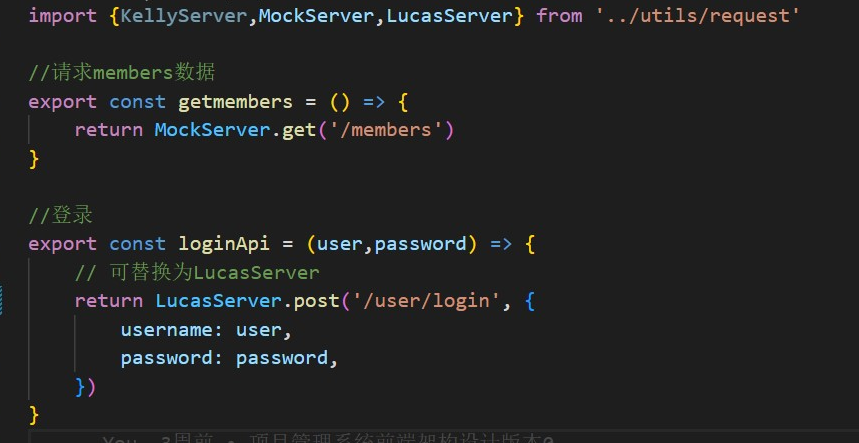 import {KellyServer,MockServer,LucasServer} from '../utils/request'
//请求members数据
export const getmembers = () => {
return MockServer.get('/members')
}
//登录
export const loginApi = (user,password) => {
// 可替换为LucasServer
return LucasServer.post('/user/login', {
username: user,
password: password,
})
}
You, 3周前 • 项目管理系统前端架构设计版本